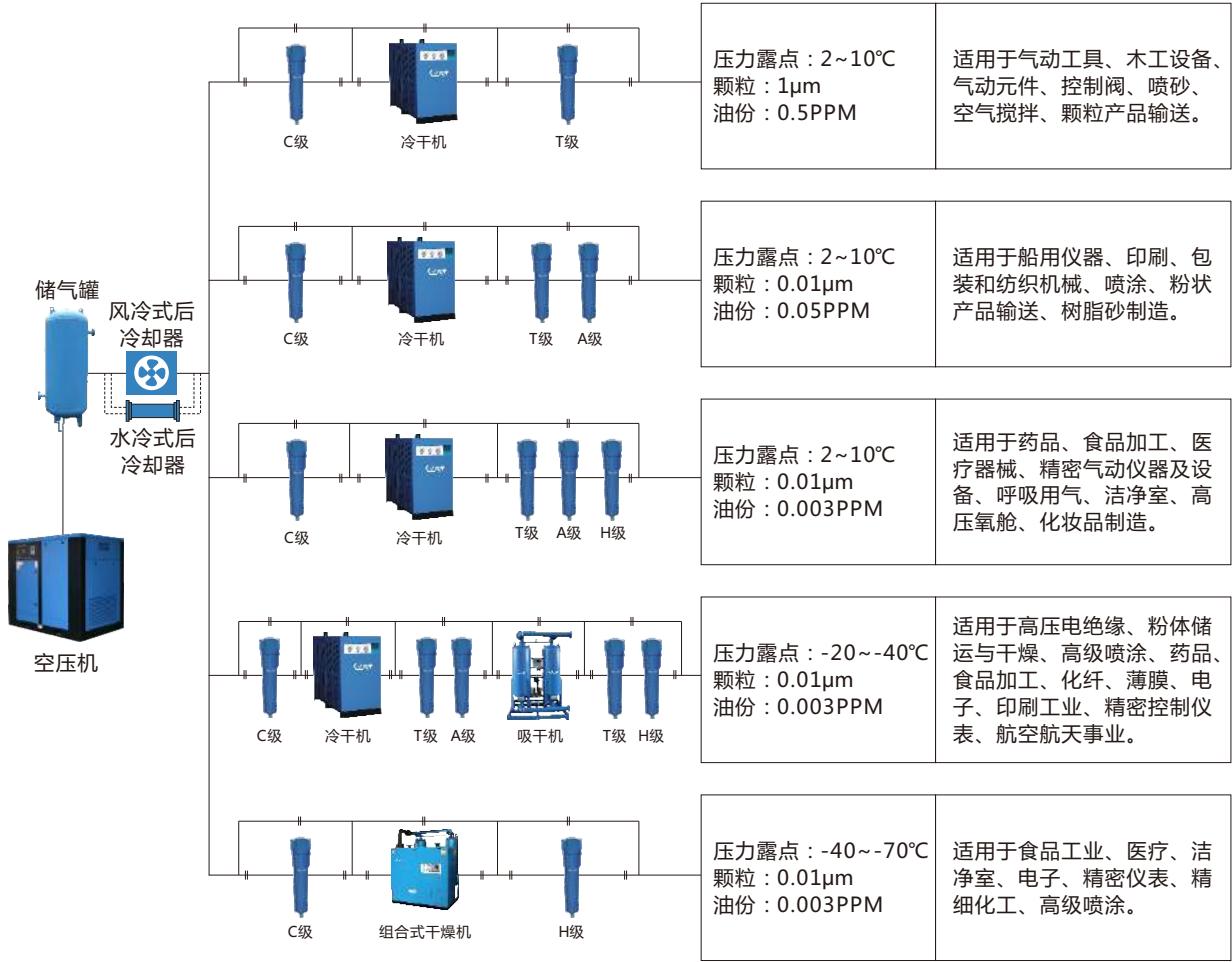 C级
冷干机
T级
压力露点：2~10℃
颗粒：1μm
油份：0.5PPM
适用于气动工具、木工设备、
气动元件、控制阀、喷砂、
空气搅拌、颗粒产品输送。
C级
冷干机
T级
A级
压力露点：2~10℃
颗粒：0.01μm
油份：0.05PPM
适用于船用仪器、印刷、包
装和纺织机械、喷涂、粉状
产品输送、树脂砂制造。
储气罐
风冷式后
冷却器
水冷式后
冷却器
空压机
C级
冷干机
T级
A级
H级
压力露点：2~10℃
颗粒：0.01μm
油份：0.003PPM
适用于药品、食品加工、医
疗器械、精密气动仪器及设
备、呼吸用气、洁净室、高
压氧舱、化妆品制造。
C级
冷干机
T级
A级
吸干机
T级
H级
压力露点：-20~-40℃
颗粒：0.01μm
油份：0.003PPM
适用于高压电绝缘、粉体储
运与干燥、高级喷涂、药品、
食品加工、化纤、薄膜、电
子、印刷工业、精密控制仪
表、航空航天事业。
C级
组合式干燥机
H级
压力露点：-40~-70℃
颗粒：0.01μm
油份：0.003PPM
适用于食品工业、医疗、洁
净室、电子、精密仪表、精
细化工、高级喷涂。